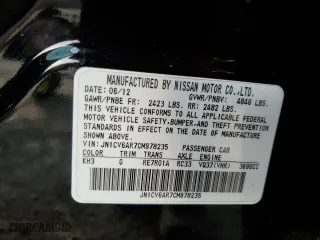 MANUFACTURED BY NISSAN MOTOR CO.,LTD.
DATE: 06/12 GVWR/PNBV: 4846 LBS.
GAWR/PNBE FR: 2423 LBS. RR: 2482 LBS.
THIS VEHICLE CONFORMS TO ALL APPLICABLE FEDERAL
MOTOR VEHICLE SAFETY,BUMPER,AND THEFT PREVENTION
STANDARDS IN EFFECT ON THE DATE OF MANUFACTURE
SHOWN ABOVE.
VIN: JN1CV6AR7CM978235 PASSENGER CAR
COLOR TRIM TRANS AXLE ENGINE
KH3 G RE7R01A RC33 VQ37(VHR) 3696CC
JN1CV6AR7CM978235